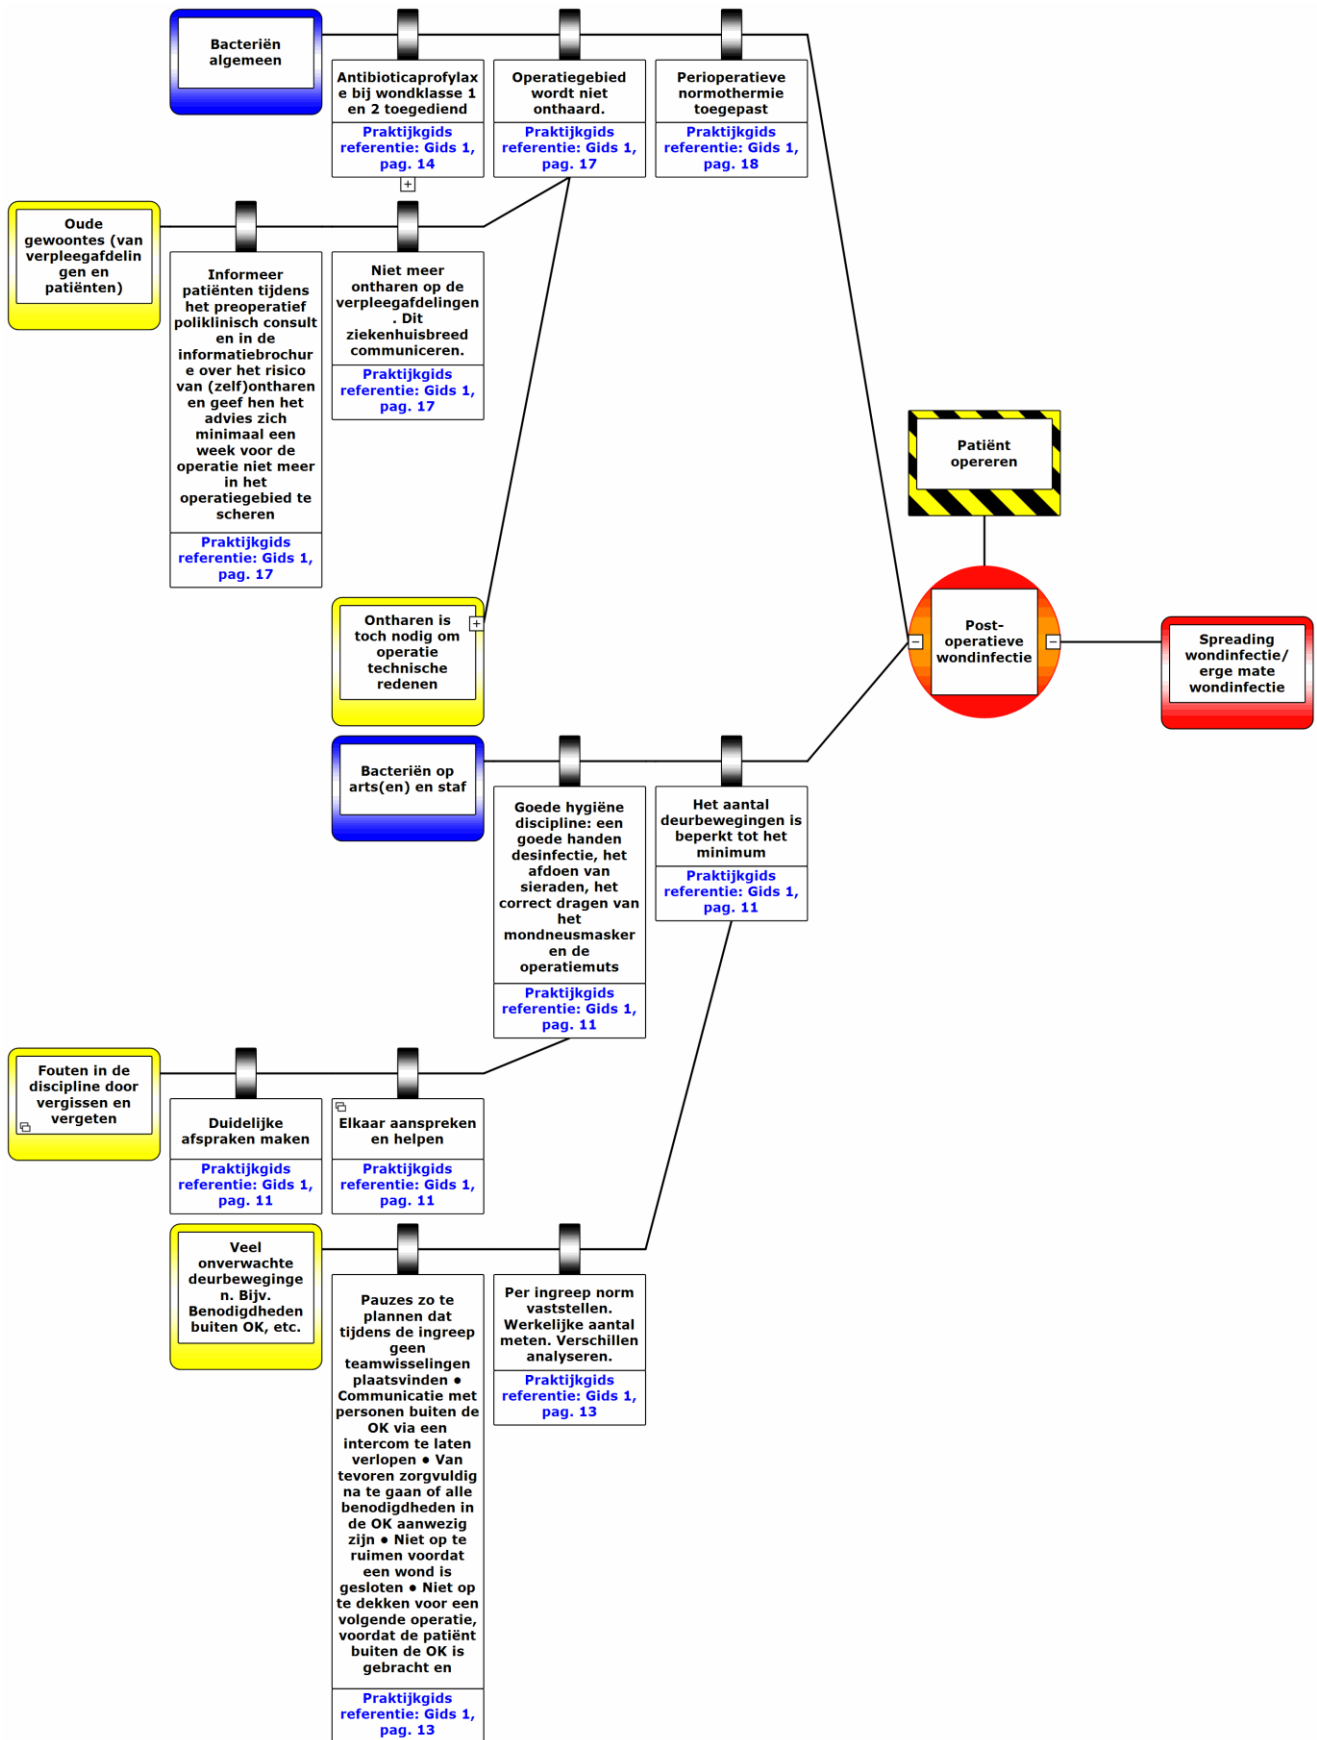 Bacteriën
algemeen
Antibioticaprofylax
e bij wondklasse 1
en 2 toegediend
Praktijkgids
referentie: Gids 1,
pag. 14
Operatiegebied
wordt niet
onthaard.
Praktijkgids
referentie: Gids 1,
pag. 17
Perioperatieve
normothermie
toegepast
Praktijkgids
referentie: Gids 1,
pag. 18
Oude
gewoontes (van
verpleegafdelin
gen en
patiënten)
Informeer
patiënten tijdens
het preoperatief
poliklinisch consult
en in de
informatiebrochur
e over het risico
van (zelf)ontharen
en geef hen het
advies zich
minimaal een
week voor de
operatie niet meer
in het
operatiegebied te
scheren
Praktijkgids
referentie: Gids 1,
pag. 17
Niet meer
ontharen op de
verpleegafdelingen
. Dit
ziekenhuisbreed
communiceren.
Praktijkgids
referentie: Gids 1,
pag. 17
Ontharen is
toch nodig om
operatie
technische
redenen
Patiënt
opereren
Post-
operatieve
wondinfectie
Spreading
wondinfectie/
erge mate
wondinfectie
Bacteriën op
arts(en) en staf
Goede hygiëne
discipline: een
goede handen
desinfectie, het
afdoen van
sieraden, het
correct dragen van
het
mondneusmasker
en de
operatiemuts
Praktijkgids
referentie: Gids 1,
pag. 11
Het aantal
deurbewegingen is
beperkt tot het
minimum
Praktijkgids
referentie: Gids 1,
pag. 11
Fouten in de
discipline door
vergissen en
vergeten
Duidelijke
afspraken maken
Praktijkgids
referentie: Gids 1,
pag. 11
Elkaar aanspreken
en helpen
Praktijkgids
referentie: Gids 1,
pag. 11
Veel
onverwachte
deurbeweginge
n. Bijv.
Benodigdheden
buiten OK, etc.
Pauzes zo te
plannen dat
tijdens de ingreep
geen
teamwisselingen
plaatsvinden ●
Communicatie met
personen buiten de
OK via een
intercom te laten
verlopen ● Van
tevoren zorgvuldig
na te gaan of alle
benodigdheden in
de OK aanwezig
zijn ● Niet op te
ruimen voordat
een wond is
gesloten ● Niet op
te dekken voor een
volgende operatie,
voordat de patiënt
buiten de OK is
gebracht en
Praktijkgids
referentie: Gids 1,
pag. 13
Per ingreep norm
vaststellen.
Werkelijke aantal
meten. Verschillen
analyseren.
Praktijkgids
referentie: Gids 1,
pag. 13